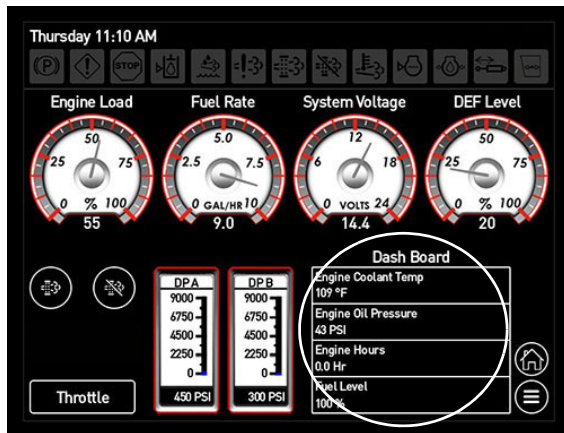 Thursday 11:10 AM
(P)
STOP
Engine Load
Fuel Rate
System Voltage
DEF Level
50
25 75
0 % 100
55
5.0
2.5 7.5
0 GAL/HR 10
9.0
12
6 18
0 VOLTS 24
14.4
50
25 75
0 % 100
20
DPA
9000
6750
4500
2250
0
450 PSI
DPB
9000
6750
4500
2250
0
300 PSI
Dash Board
Engine Coolant Temp
109 °F
Engine Oil Pressure
43 PSI
Engine Hours
0.0 Hr
Fuel Level
100 %
Throttle